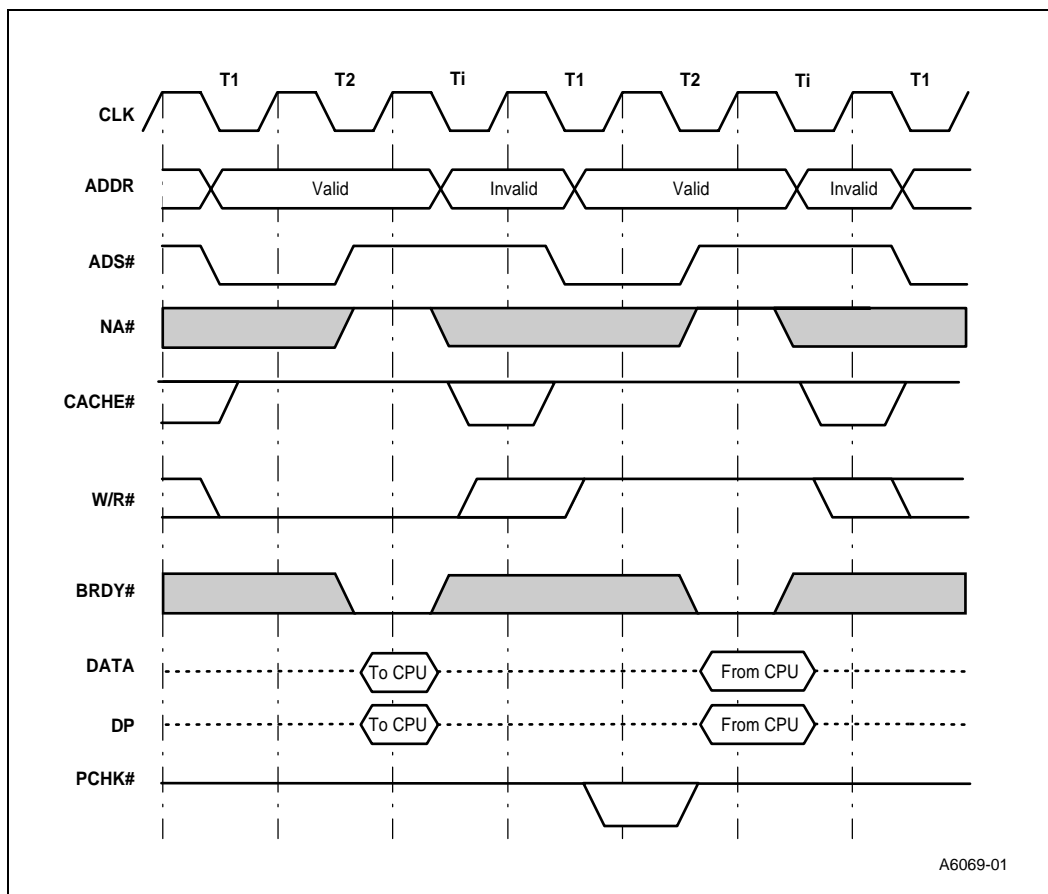 T1 T2 Ti T1 T2 Ti T1
CLK
ADDR Valid Invalid Valid Invalid
ADS#
NA#
CACHE#
W/R#
BRDY#
DATA To CPU From CPU
DP To CPU From CPU
PCHK#
A6069-01